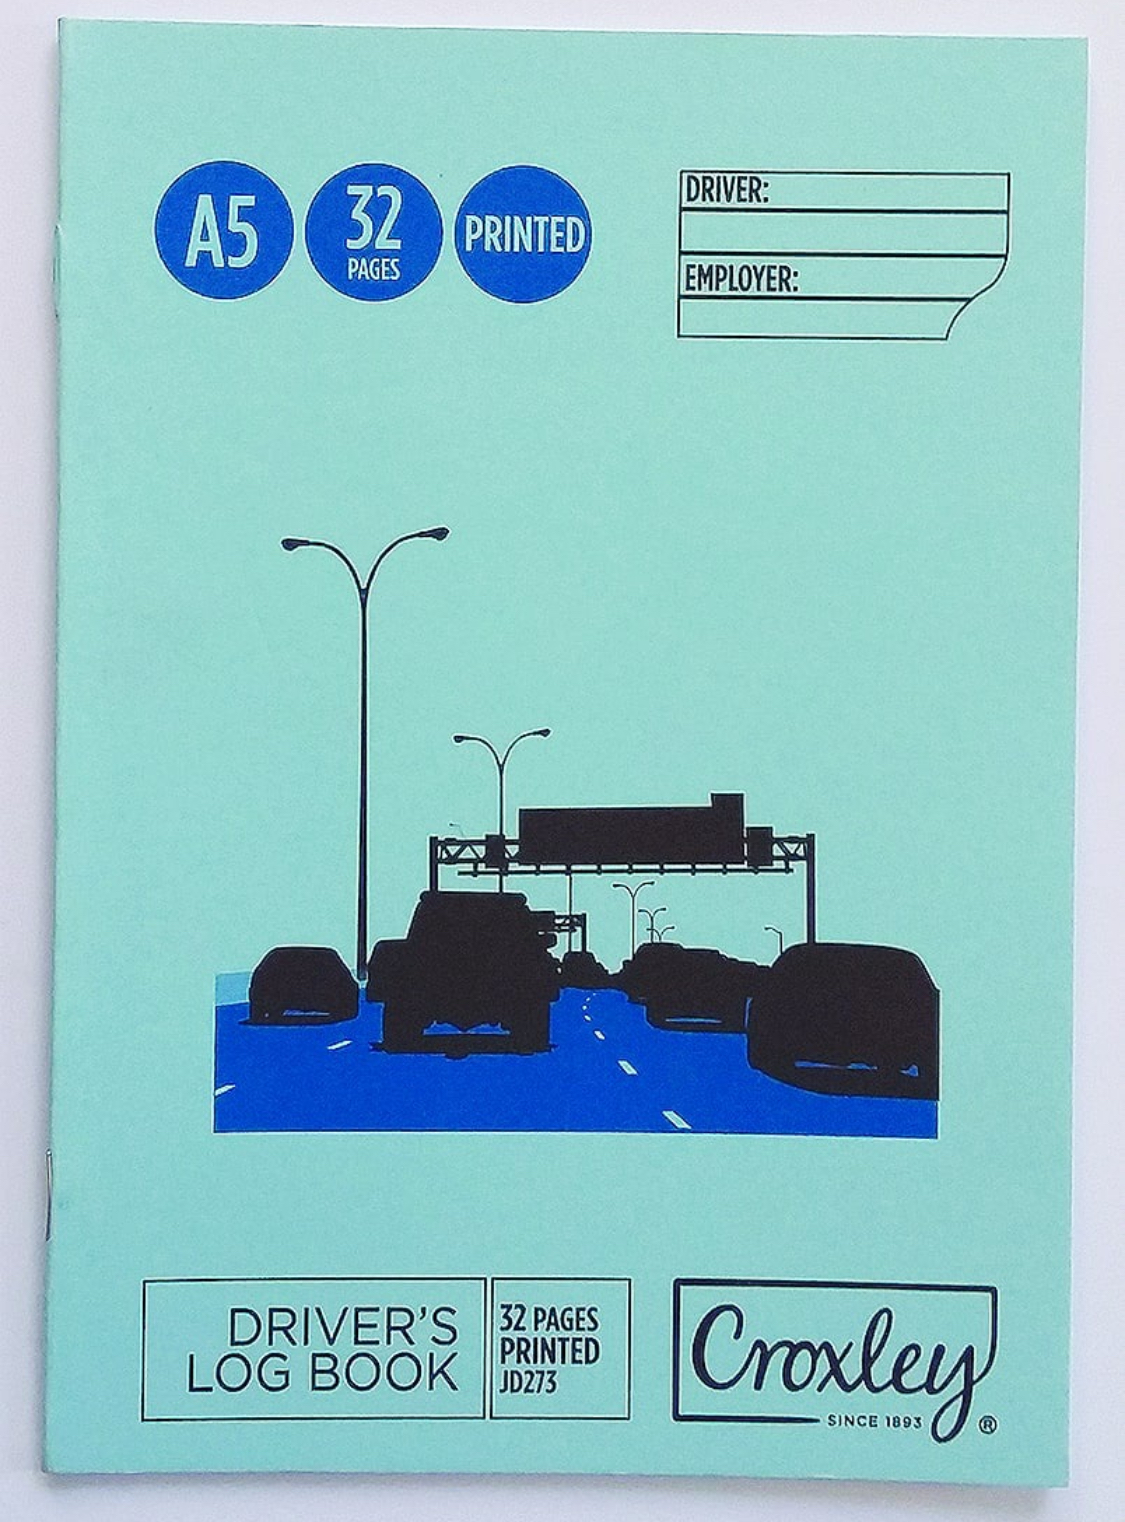 A5
32
PAGES
PRINTED
DRIVER:
EMPLOYER:
DRIVER'S
LOG BOOK
32 PAGES
PRINTED
JD273
Croxley
SINCE 1893
®